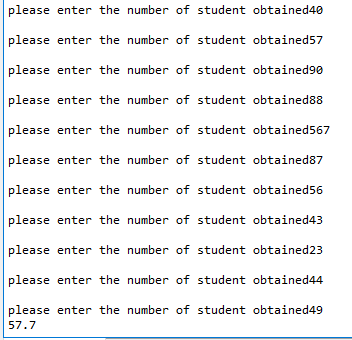 please enter the number of student obtained40
please enter the number of student obtained57
please enter the number of student obtained90
please enter the number of student obtained88
please enter the number of student obtained567
please enter the number of student obtained87
please enter the number of student obtained56
please enter the number of student obtained43
please enter the number of student obtained23
please enter the number of student obtained44
please enter the number of student obtained49
57.7